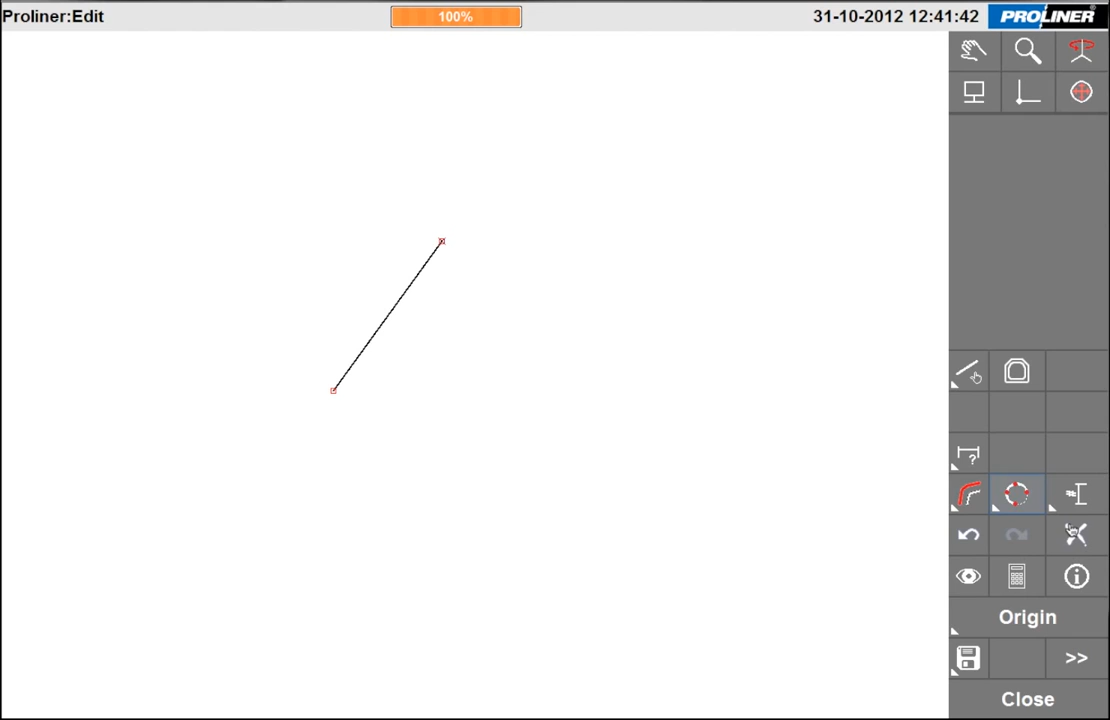 Proliner:Edit
100%
31-10-2012 12:41:42
PROLINER®
?
Origin
>>
Close